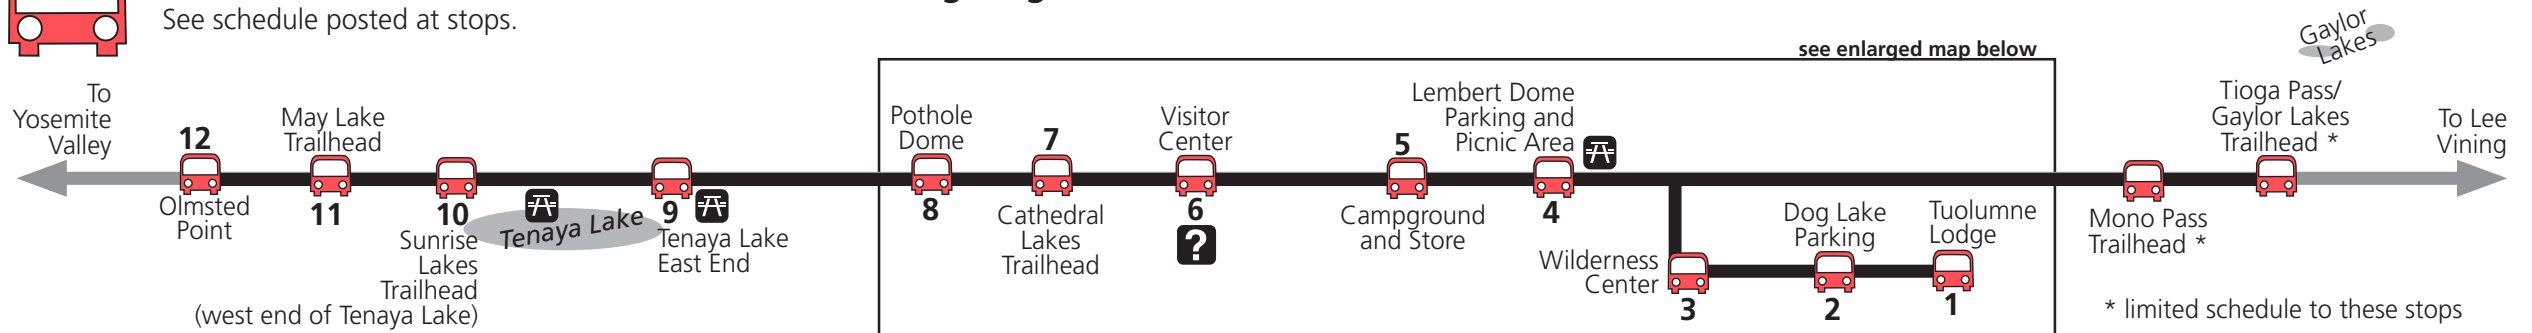 See schedule posted at stops.
see enlarged map below
Gaylor
Lakes
To
Yosemite
Valley
12
Olmsted
Point
May Lake
Trailhead
11
10
Sunrise
Lakes
Trailhead
(west end of Tenaya Lake)
Tenaya Lake
9
Tenaya Lake
East End
Pothole
Dome
8
7
Cathedral
Lakes
Trailhead
Visitor
Center
6
?
5
Campground
and Store
Lembert Dome
Parking and
Picnic Area
4
Wilderness
Center
3
Dog Lake
Parking
2
Tuolumne
Lodge
1
Mono Pass
Trailhead *
Tioga Pass/
Gaylor Lakes
Trailhead *
To Lee
Vining
* limited schedule to these stops